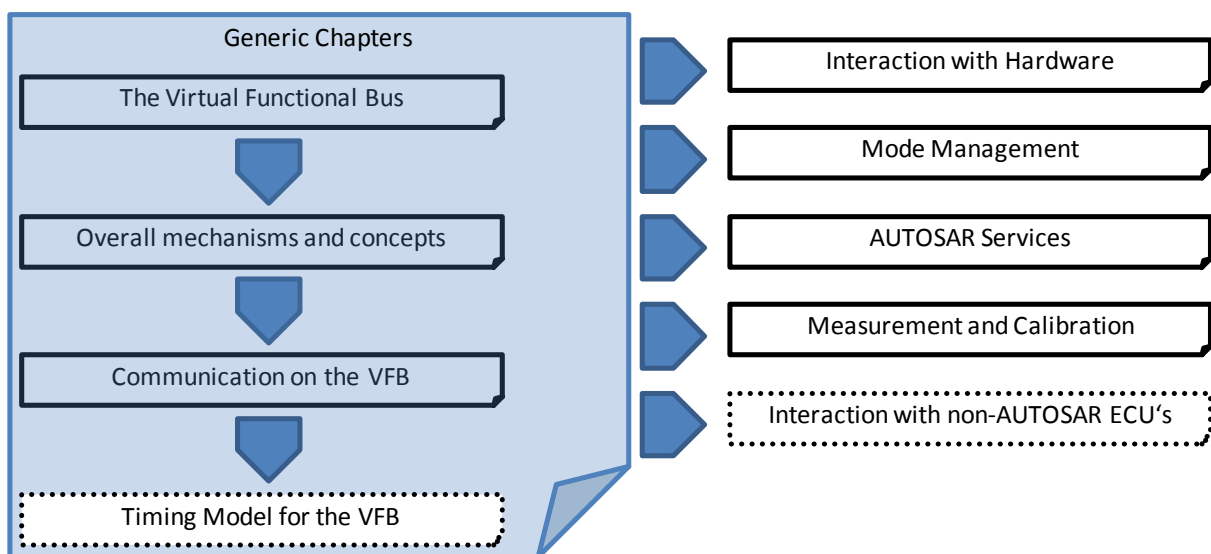 Generic Chapters
The Virtual Functional Bus
Overall mechanisms and concepts
Communication on the VFB
Timing Model for the VFB
Interaction with Hardware
Mode Management
AUTOSAR Services
Measurement and Calibration
Interaction with non-AUTOSAR ECU‘s